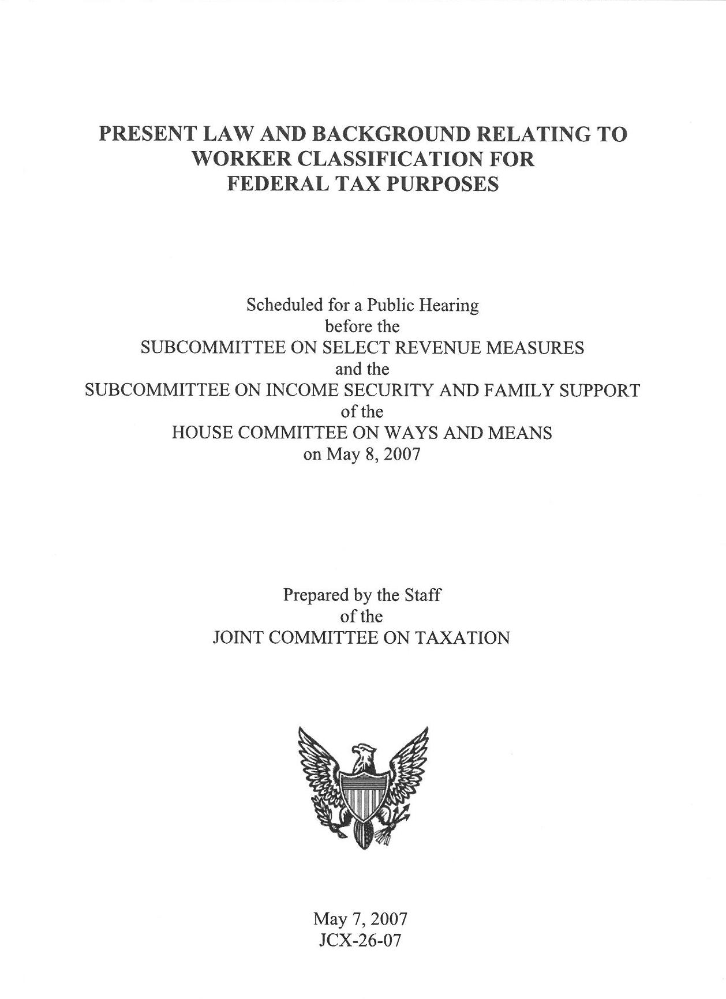 PRESENT LAW AND BACKGROUND RELATING TO
WORKER CLASSIFICATION FOR
FEDERAL TAX PURPOSES
Scheduled for a Public Hearing
before the
SUBCOMMITTEE ON SELECT REVENUE MEASURES
and the
SUBCOMMITTEE ON INCOME SECURITY AND FAMILY SUPPORT
of the
HOUSE COMMITTEE ON WAYS AND MEANS
on May 8, 2007
Prepared by the Staff
of the
JOINT COMMITTEE ON TAXATION
May 7, 2007
JCX-26-07